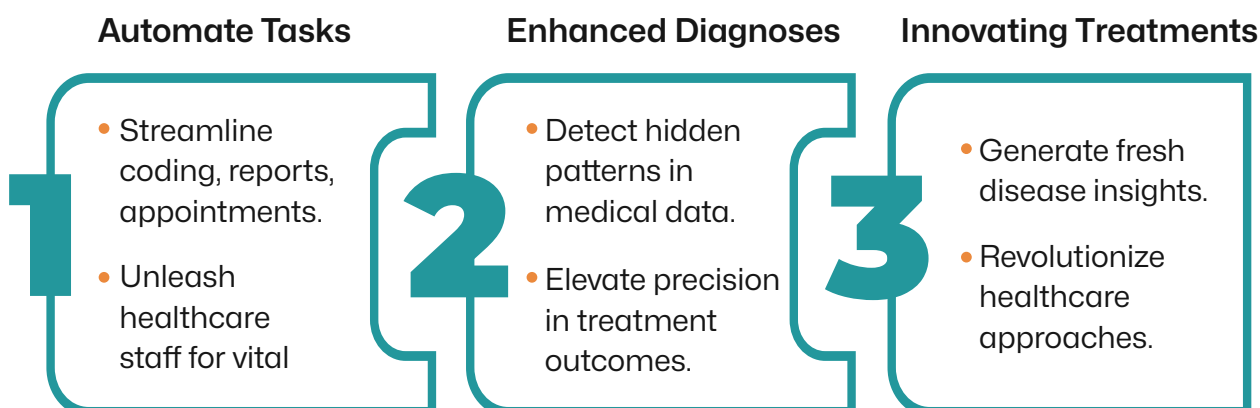 Automate Tasks
1
• Streamline
coding, reports,
appointments.
• Unleash
healthcare
staff for vital
Enhanced Diagnoses
2
• Detect hidden
patterns in
medical data.
• Elevate precision
in treatment
outcomes.
Innovating Treatments
3
• Generate fresh
disease insights.
• Revolutionize
healthcare
approaches.